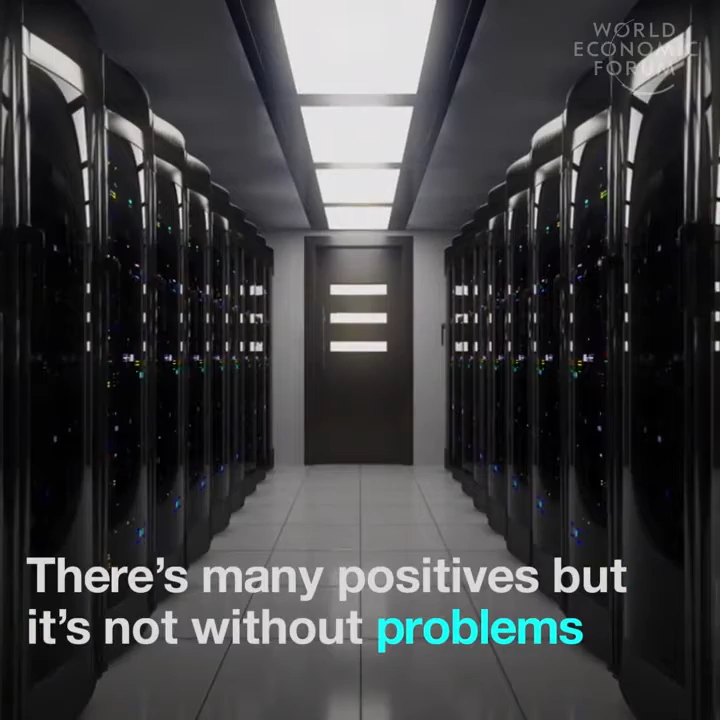 WORLD
ECONOMIC
FORUM
There's many positives but
it's not without problems